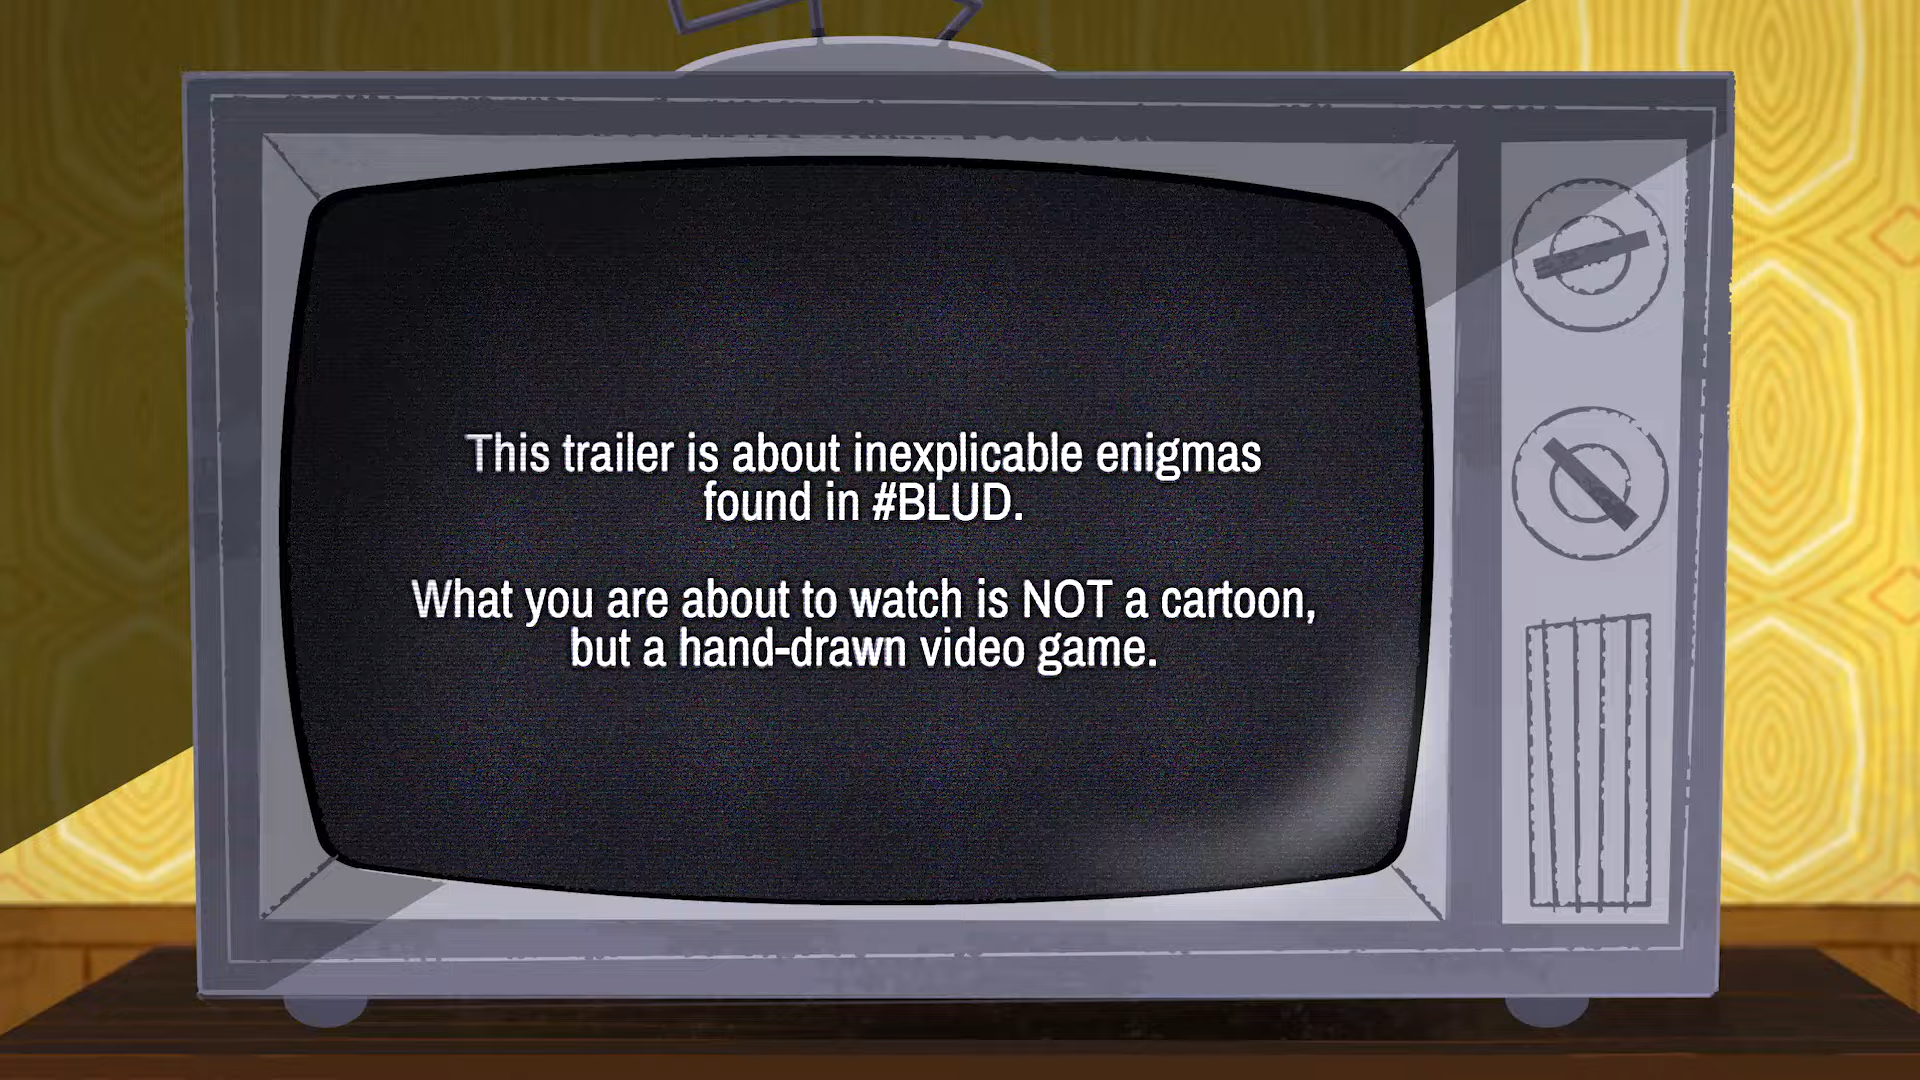 This trailer is about inexplicable enigmas
found in #BLUD.
What you are about to watch is NOT a cartoon,
but a hand-drawn video game.